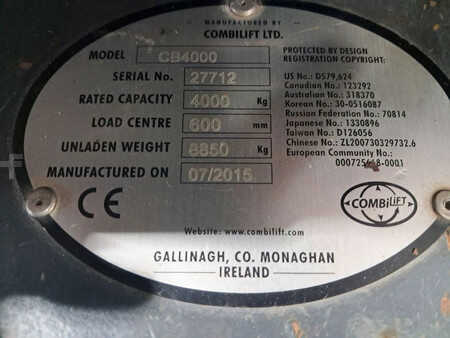 MANUFACTURED BY
COMBILIFT LTD.
MODEL CB4000
SERIAL No. 27712
RATED CAPACITY 4000 Kg
LOAD CENTRE 600 mm
UNLADEN WEIGHT 8850 Kg
MANUFACTURED ON 07/2015
PROTECTED BY DESIGN
REGISTRATION COPYRIGHT:
US No.: D579,624
Canadian No.: 123292
Australian No.: 318370
Korean No.: 30-0516087
Russian Federation No.: 70814
Japanese No.: 1330896
Taiwan No.: D126056
Chinese No.: ZL200730329732.6
European Community No.:
CE
COMBiLIFT
Website: www.combilift.com
GALLINAGH, CO. MONAGHAN
IRELAND